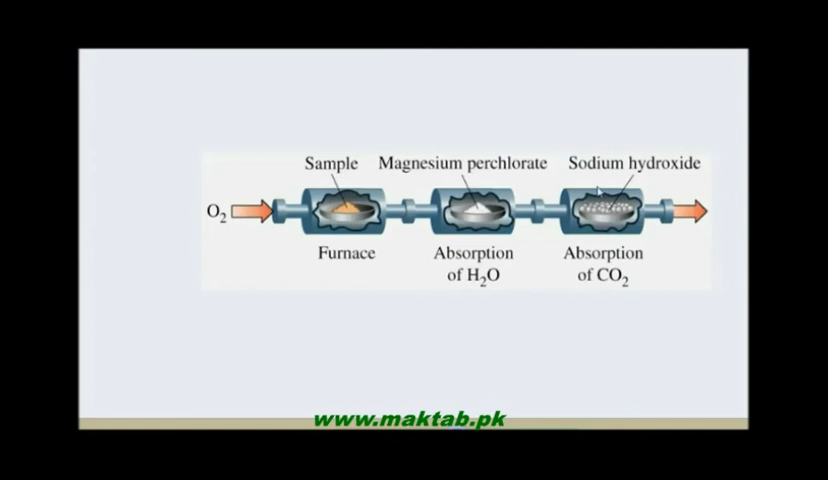 Sample Magnesium perchlorate Sodium hydroxide
O₂
Furnace Absorption Absorption
of H₂O of CO₂
www.maktab.pk